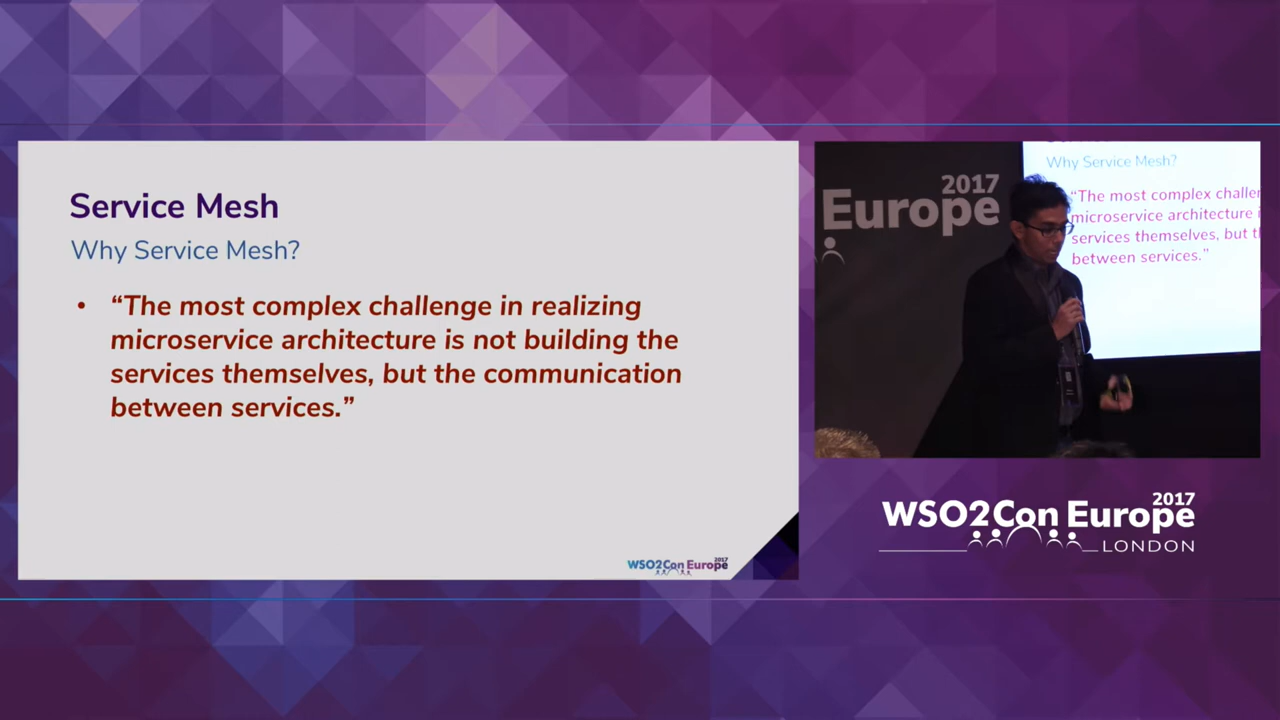 Service Mesh
Why Service Mesh?
• “The most complex challenge in realizing
microservice architecture is not building the
services themselves, but the communication
between services.”
WSO2Con Europe
2017
2017
Europe
Why Service Mesh?
“The most complex challen
microservice architecture i
services themselves, but th
between services.”
2017
WSO2Con Europe
LONDON